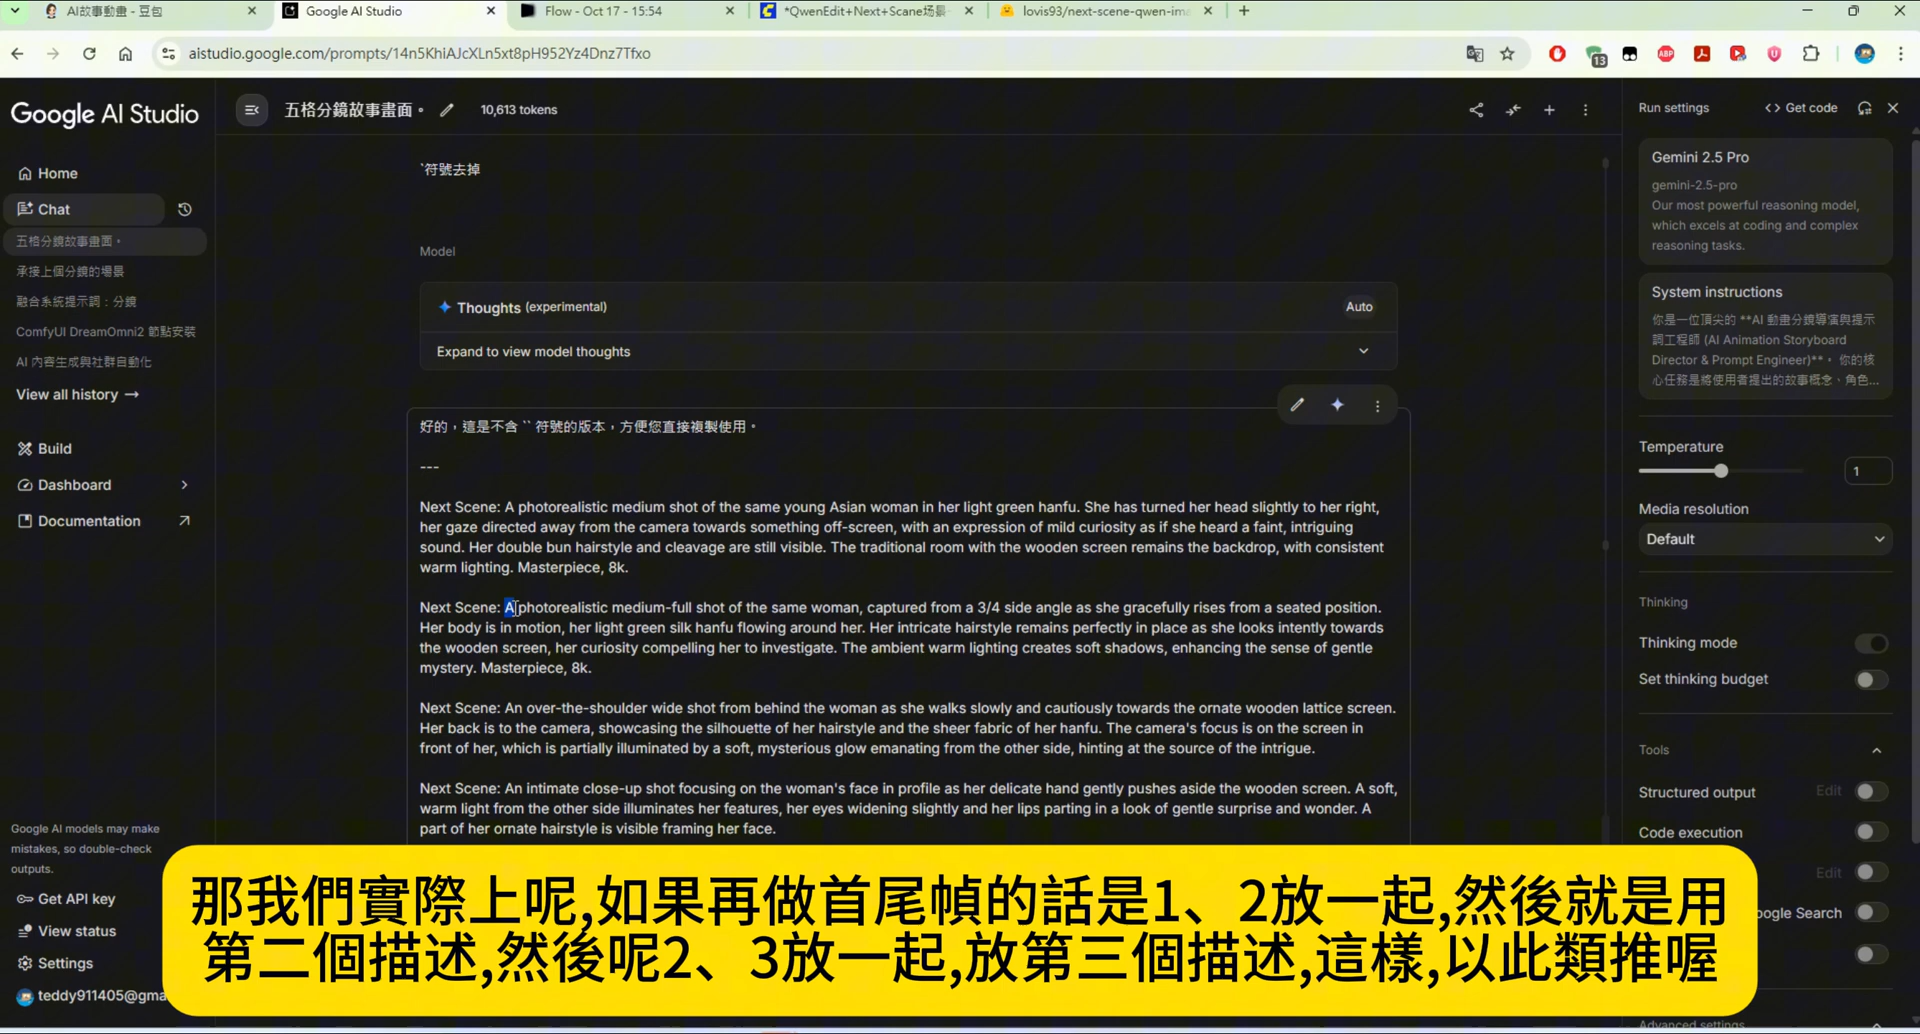 AI故事動畫 - 豆包
Google AI Studio
Flow - Oct 17 - 15:54
*QwenEdit+Next+Scane场景
lovis93/next-scene-qwen-im
aistudio.google.com/prompts/14n5KhiAJcXLn5xt8pH952Yz4Dnz7Tfxo
13
Google AI Studio
Home
Chat
五格分鏡故事畫面。
承接上個分鏡的場景
融合系統提示詞：分鏡
ComfyUI DreamOmni2 節點安裝
AI 內容生成與社群自動化
View all history →
Build
Dashboard
Documentation
Google AI models may make
mistakes, so double-check
outputs.
Get API key
View status
Settings
teddy911405@gma
五格分鏡故事畫面。
10,613 tokens
`符號去掉
Model
Thoughts (experimental)
Auto
Expand to view model thoughts
好的，這是不含 `` 符號的版本，方便您直接複製使用。
---
Next Scene: A photorealistic medium shot of the same young Asian woman in her light green hanfu. She has turned her head slightly to her right,
her gaze directed away from the camera towards something off-screen, with an expression of mild curiosity as if she heard a faint, intriguing
sound. Her double bun hairstyle and cleavage are still visible. The traditional room with the wooden screen remains the backdrop, with consistent
warm lighting. Masterpiece, 8k.
Next Scene: A photorealistic medium-full shot of the same woman, captured from a 3/4 side angle as she gracefully rises from a seated position.
Her body is in motion, her light green silk hanfu flowing around her. Her intricate hairstyle remains perfectly in place as she looks intently towards
the wooden screen, her curiosity compelling her to investigate. The ambient warm lighting creates soft shadows, enhancing the sense of gentle
mystery. Masterpiece, 8k.
Next Scene: An over-the-shoulder wide shot from behind the woman as she walks slowly and cautiously towards the ornate wooden lattice screen.
Her back is to the camera, showcasing the silhouette of her hairstyle and the sheer fabric of her hanfu. The camera's focus is on the screen in
front of her, which is partially illuminated by a soft, mysterious glow emanating from the other side, hinting at the source of the intrigue.
Next Scene: An intimate close-up shot focusing on the woman's face in profile as her delicate hand gently pushes aside the wooden screen. A soft,
warm light from the other side illuminates her features, her eyes widening slightly and her lips parting in a look of gentle surprise and wonder. A
part of her ornate hairstyle is visible framing her face.
Run settings
Get code
Gemini 2.5 Pro
gemini-2.5-pro
Our most powerful reasoning model,
which excels at coding and complex
reasoning tasks.
System instructions
你是一位頂尖的 **AI 動畫分鏡導演與提示
詞工程師 (AI Animation Storyboard
Director & Prompt Engineer)**。 你的核
心任務是將使用者提出的故事概念、角色...
Temperature
1
Media resolution
Default
Thinking
Thinking mode
Set thinking budget
Tools
Structured output
Edit
Code execution
Edit
oogle Search
Advanced settings
那我們實際上呢,如果再做首尾幀的話是1、2放一起,然後就是用
第二個描述,然後呢2、3放一起,放第三個描述,這樣,以此類推喔